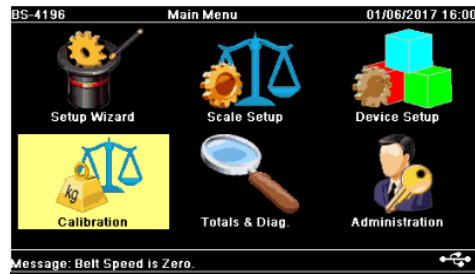 BS-4196 Main Menu 01/06/2017 16:00
Setup Wizard Scale Setup Device Setup
kg
Calibration Totals & Diag. Administration
Message: Belt Speed is Zero.